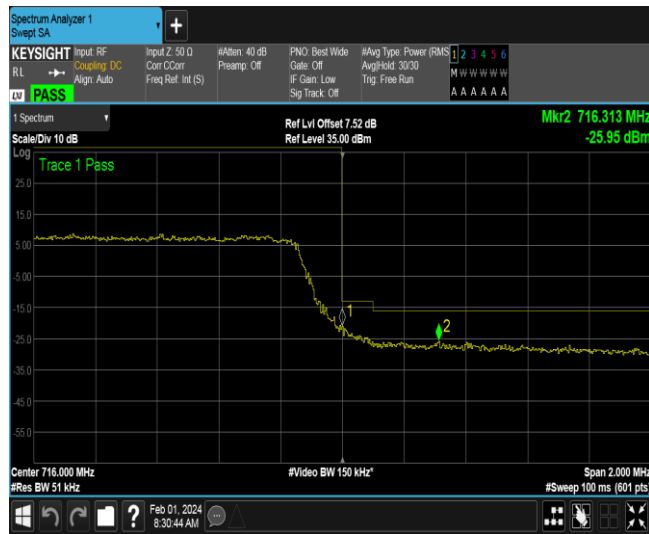 Spectrum Analyzer 1
Swept SA
+
KEYSIGHT
RL
LXI PASS
Input: RF
Coupling: DC
Align: Auto
Input Z: 50 Ω
Corr CCorr
Freq Ref: Int (S)
#Atten: 40 dB
Preamp: Off
PNO: Best Wide
Gate: Off
IF Gain: Low
Sig Track: Off
#Avg Type: Power (RMS
Avg|Hold: 30/30
Trig: Free Run
1 2 3 4 5 6
M W W W W W
A A A A A A
1 Spectrum
Scale/Div 10 dB
Ref Lvl Offset 7.52 dB
Ref Level 35.00 dBm
Mkr2 716.313 MHz
-25.95 dBm
Log
Trace 1 Pass
25.0
15.0
5.00
-5.00
-15.0
-25.0
-35.0
-45.0
-55.0
1
2
Center 716.000 MHz
#Res BW 51 kHz
#Video BW 150 kHz*
Span 2.000 MHz
#Sweep 100 ms (601 pts
?
Feb 01, 2024
8:30:44 AM